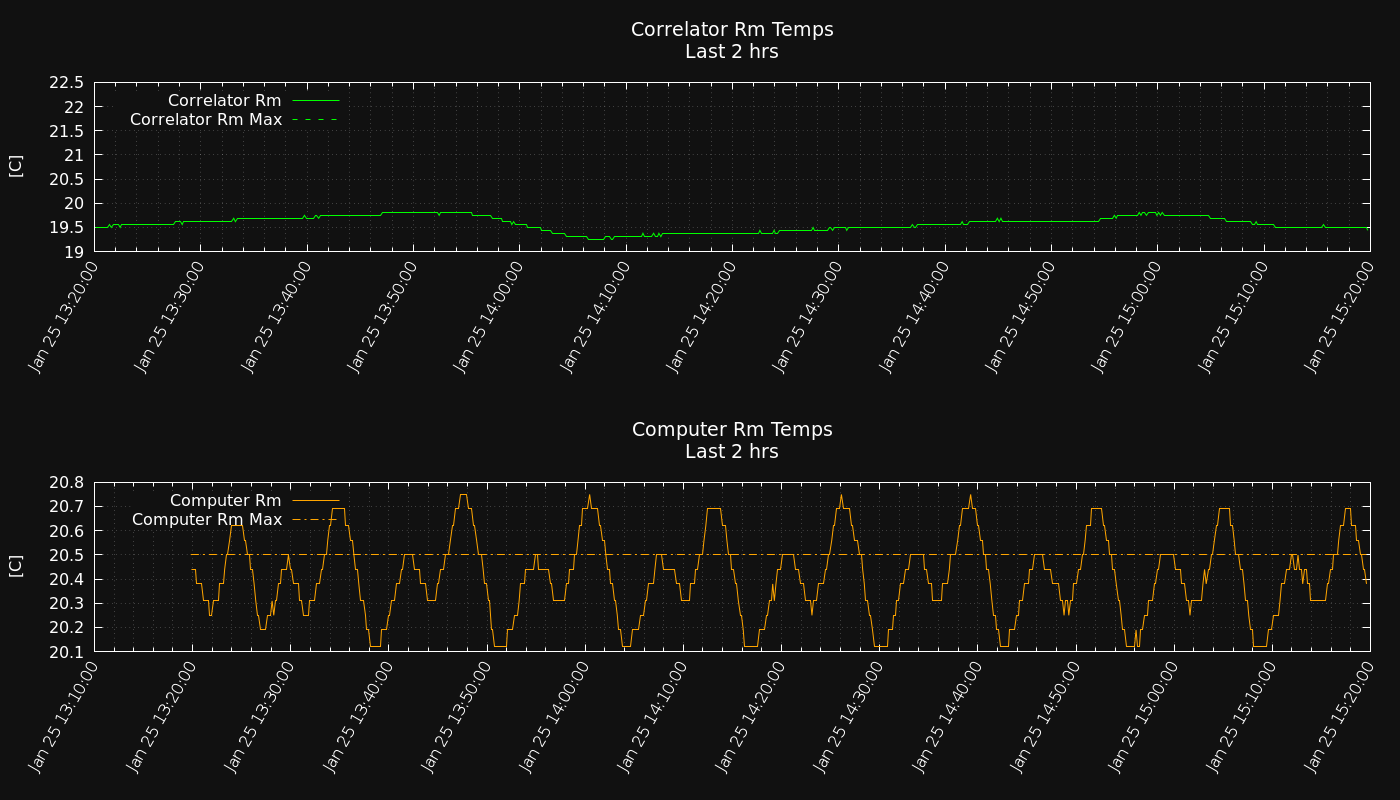 Correlator Rm Temps
Last 2 hrs
[C]
22.5
22
21.5
21
20.5
20
19.5
19
Correlator Rm
Correlator Rm Max
Jan 25 13:20:00
Jan 25 13:30:00
Jan 25 13:40:00
Jan 25 13:50:00
Jan 25 14:00:00
Jan 25 14:10:00
Jan 25 14:20:00
Jan 25 14:30:00
Jan 25 14:40:00
Jan 25 14:50:00
Jan 25 15:00:00
Jan 25 15:10:00
Jan 25 15:20:00
Computer Rm Temps
Last 2 hrs
[C]
20.8
20.7
20.6
20.5
20.4
20.3
20.2
20.1
Computer Rm
Computer Rm Max
Jan 25 13:10:00
Jan 25 13:20:00
Jan 25 13:30:00
Jan 25 13:40:00
Jan 25 13:50:00
Jan 25 14:00:00
Jan 25 14:10:00
Jan 25 14:20:00
Jan 25 14:30:00
Jan 25 14:40:00
Jan 25 14:50:00
Jan 25 15:00:00
Jan 25 15:10:00
Jan 25 15:20:00